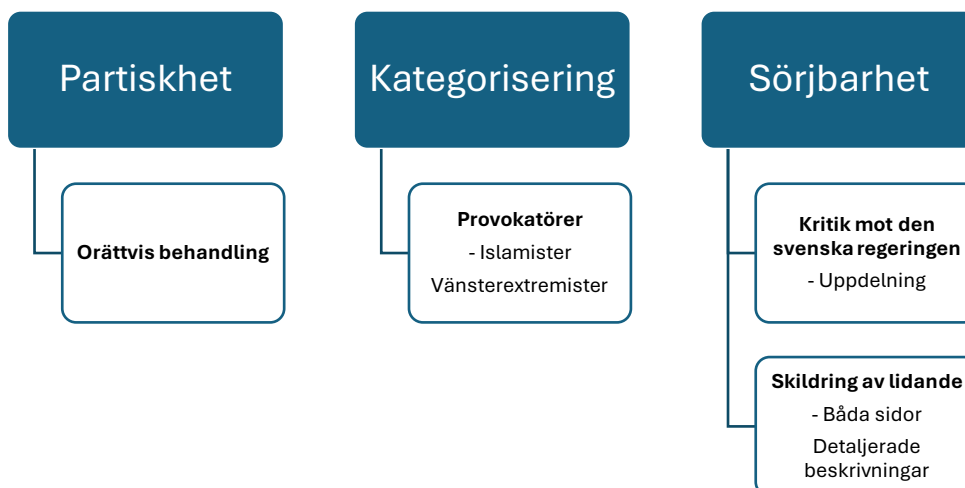 Partiskhet
Orättvis behandling
Kategorisering
Provokatörer
- Islamister
Vänsterextremister
Sörjbarhet
Kritik mot den
svenska regeringen
- Uppdelning
Skildring av lidande
- Båda sidor
Detaljerade
beskrivningar